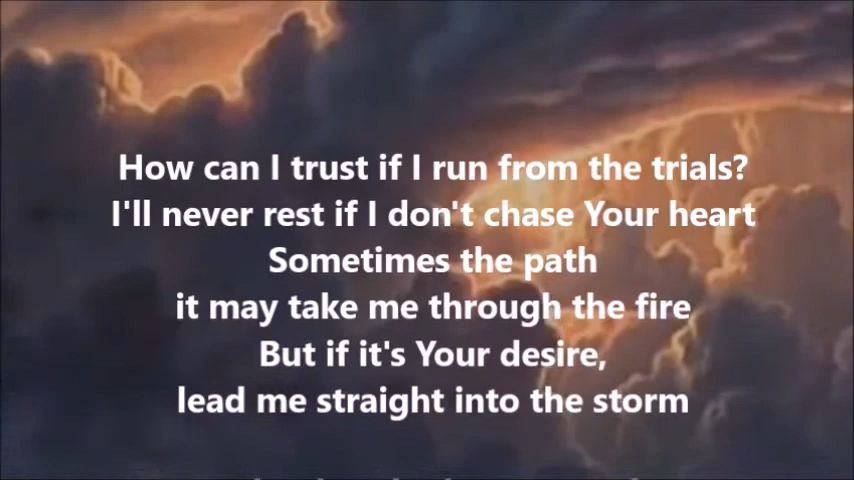 How can I trust if I run from the trials?
I'll never rest if I don't chase Your heart
Sometimes the path
it may take me through the fire
But if it's Your desire,
lead me straight into the storm